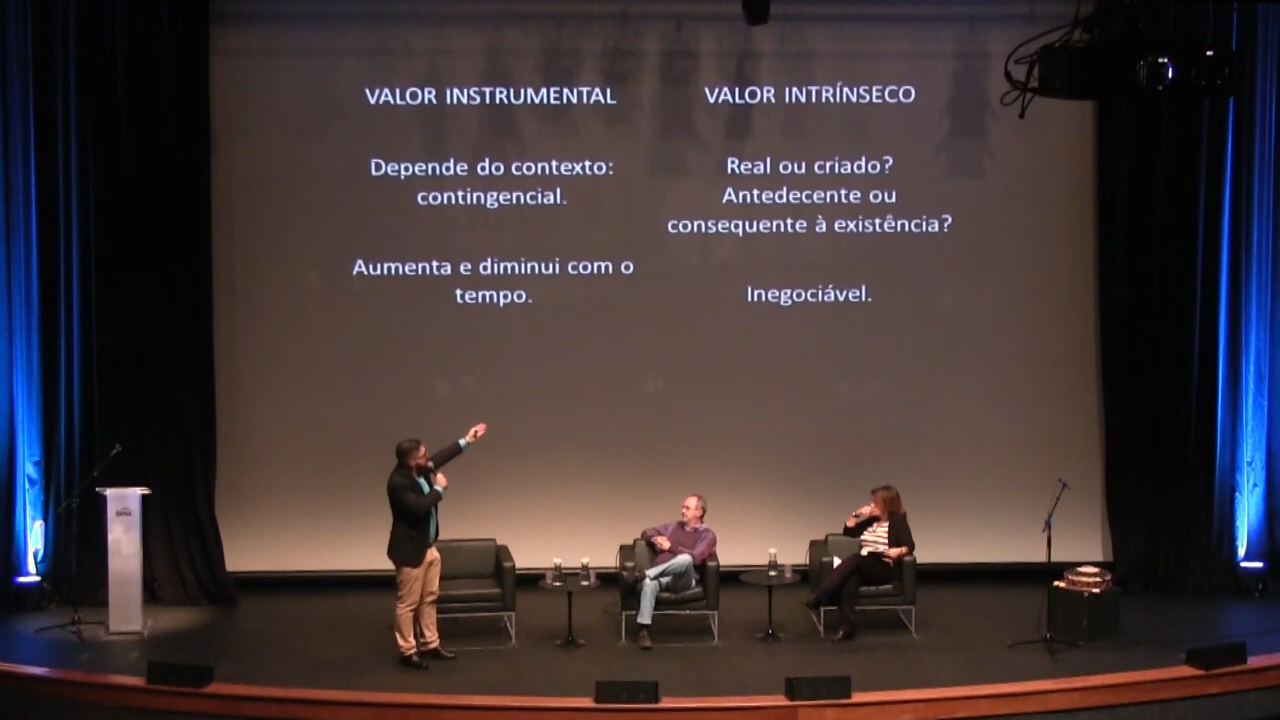 VALOR INSTRUMENTAL
Depende do contexto:
contingencial.
Aumenta e diminui com o
tempo.
VALOR INTRÍNSECO
Real ou criado?
Antedecente ou
consequente à existência?
Inegociável.